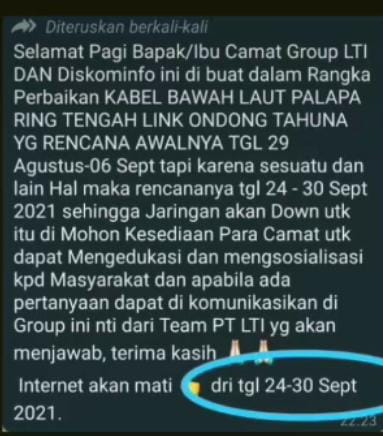 Diteruskan berkali-kali
Selamat Pagi Bapak/Ibu Camat Group LTI
DAN Diskominfo ini di buat dalam Rangka
Perbaikan KABEL BAWAH LAUT PALAPA
RING TENGAH LINK ONDONG TAHUNA
YG RENCANA AWALNYA TGL 29
Agustus-06 Sept tapi karena sesuatu dan
lain Hal maka rencananya tgl 24 - 30 Sept
2021 sehingga Jaringan akan Down utk
itu di Mohon Kesediaan Para Camat utk
dapat Mengedukasi dan mengsosialisasi
kpd Masyarakat dan apabila ada
pertanyaan dapat di komunikasikan di
Group ini nti dari Team PT LTI yg akan
menjawab, terima kasih 🙏🏻 🙏🏻
Internet akan mati dri tgl 24-30 Sept
2021.
22.23